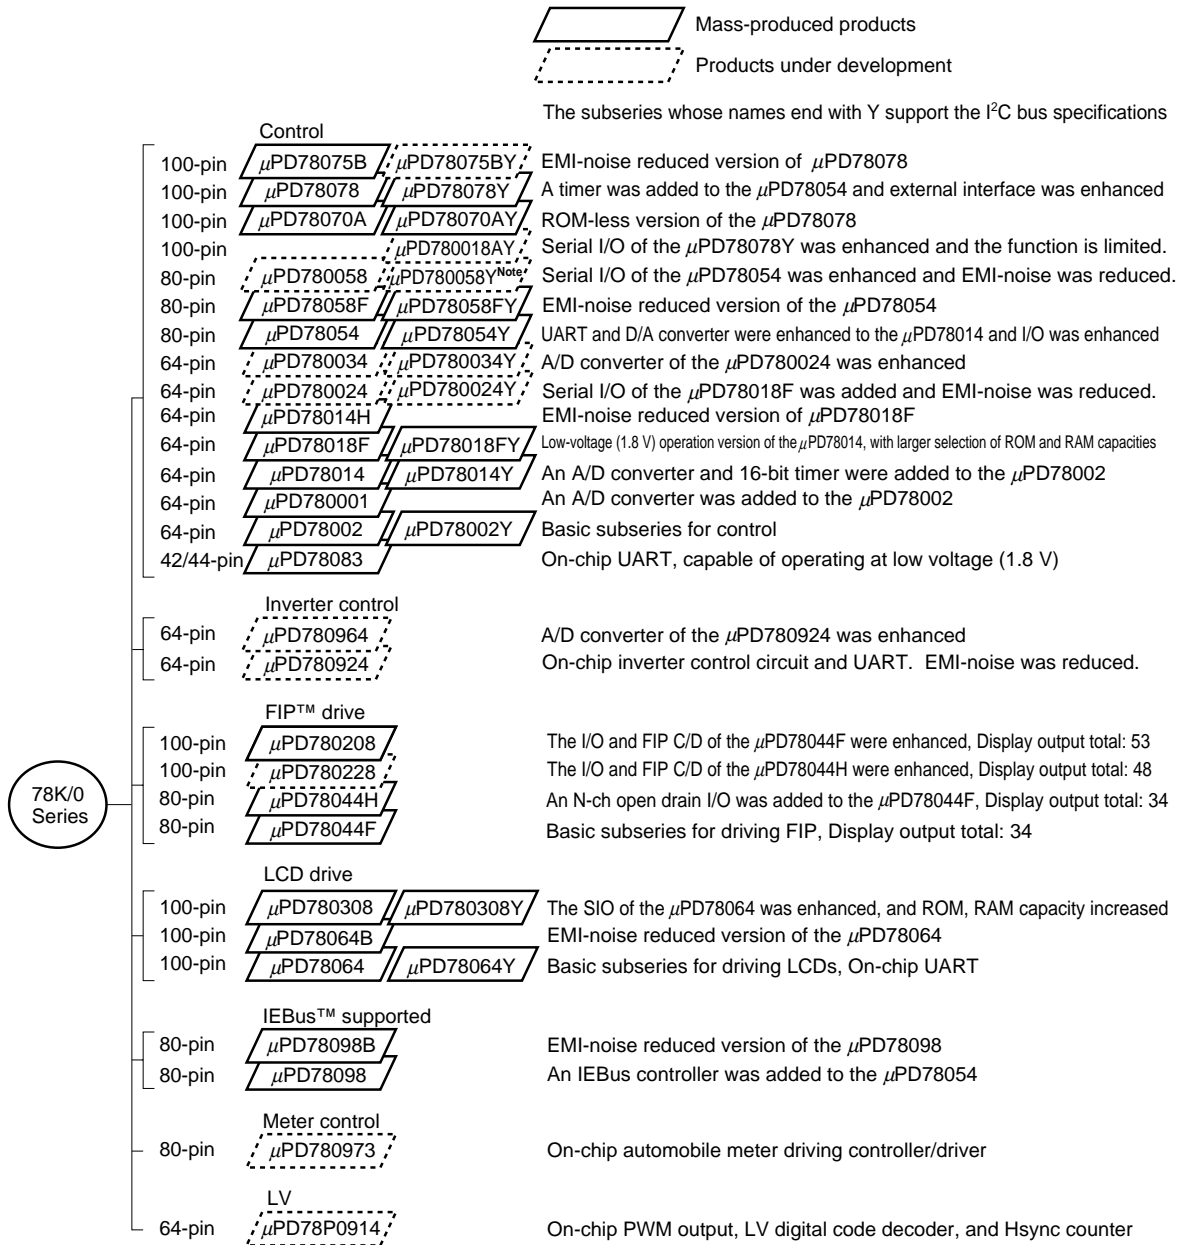 Mass-produced products
Products under development
The subseries whose names end with Y support the I²C bus specifications
Control
100-pin μPD78075B μPD78075BY EMI-noise reduced version of μPD78078
100-pin μPD78078 μPD78078Y A timer was added to the μPD78054 and external interface was enhanced
100-pin μPD78070A μPD78070AY ROM-less version of the μPD78078
100-pin μPD780018AY Serial I/O of the μPD78078Y was enhanced and the function is limited.
80-pin μPD780058 μPD780058Y Note Serial I/O of the μPD78054 was enhanced and EMI-noise was reduced.
80-pin μPD78058F μPD78058FY EMI-noise reduced version of the μPD78054
80-pin μPD78054 μPD78054Y UART and D/A converter were enhanced to the μPD78014 and I/O was enhanced
64-pin μPD780034 μPD780034Y A/D converter of the μPD780024 was enhanced
64-pin μPD780024 μPD780024Y Serial I/O of the μPD78018F was added and EMI-noise was reduced.
64-pin μPD78014H EMI-noise reduced version of μPD78018F
64-pin μPD78018F μPD78018FY Low-voltage (1.8 V) operation version of the μPD78014, with larger selection of ROM and RAM capacities
64-pin μPD78014 μPD78014Y An A/D converter and 16-bit timer were added to the μPD78002
64-pin μPD780001 An A/D converter was added to the μPD78002
64-pin μPD78002 μPD78002Y Basic subseries for control
42/44-pin μPD78083 On-chip UART, capable of operating at low voltage (1.8 V)
Inverter control
64-pin μPD780964 A/D converter of the μPD780924 was enhanced
64-pin μPD780924 On-chip inverter control circuit and UART. EMI-noise was reduced.
FIP™ drive
100-pin μPD780208 The I/O and FIP C/D of the μPD78044F were enhanced, Display output total: 53
100-pin μPD780228 The I/O and FIP C/D of the μPD78044H were enhanced, Display output total: 48
80-pin μPD78044H An N-ch open drain I/O was added to the μPD78044F, Display output total: 34
80-pin μPD78044F Basic subseries for driving FIP, Display output total: 34
78K/0
Series
LCD drive
100-pin μPD780308 μPD780308Y The SIO of the μPD78064 was enhanced, and ROM, RAM capacity increased
100-pin μPD78064B EMI-noise reduced version of the μPD78064
100-pin μPD78064 μPD78064Y Basic subseries for driving LCDs, On-chip UART
IEBus™ supported
80-pin μPD78098B EMI-noise reduced version of the μPD78098
80-pin μPD78098 An IEBus controller was added to the μPD78054
Meter control
80-pin μPD780973 On-chip automobile meter driving controller/driver
LV
64-pin μPD78P0914 On-chip PWM output, LV digital code decoder, and Hsync counter